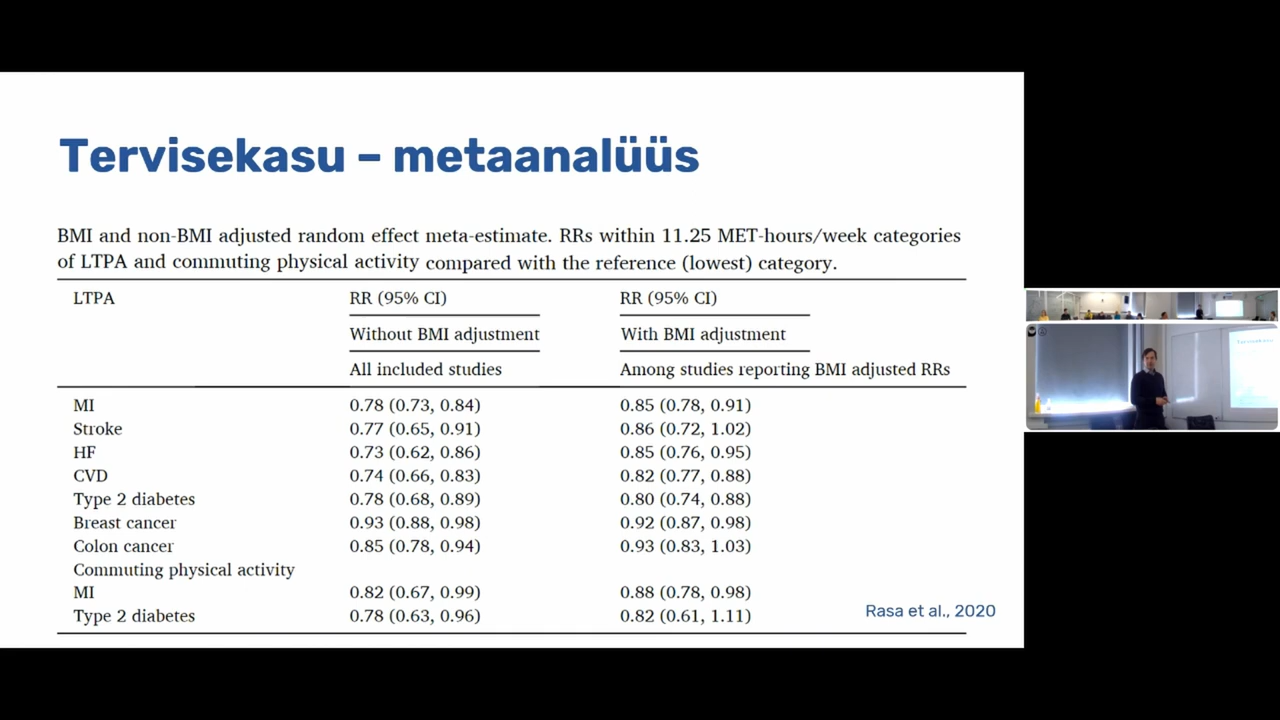 Tervisekasu – metaanalüüs
BMI and non-BMI adjusted random effect meta-estimate. RRs within 11.25 MET-hours/week categories
of LTPA and commuting physical activity compared with the reference (lowest) category.
LTPA RR (95% CI) RR (95% CI)
Without BMI adjustment With BMI adjustment
All included studies Among studies reporting BMI adjusted RRs
MI 0.78 (0.73, 0.84) 0.85 (0.78, 0.91)
Stroke 0.77 (0.65, 0.91) 0.86 (0.72, 1.02)
HF 0.73 (0.62, 0.86) 0.85 (0.76, 0.95)
CVD 0.74 (0.66, 0.83) 0.82 (0.77, 0.88)
Type 2 diabetes 0.78 (0.68, 0.89) 0.80 (0.74, 0.88)
Breast cancer 0.93 (0.88, 0.98) 0.92 (0.87, 0.98)
Colon cancer 0.85 (0.78, 0.94) 0.93 (0.83, 1.03)
Commuting physical activity
MI 0.82 (0.67, 0.99) 0.88 (0.78, 0.98)
Type 2 diabetes 0.78 (0.63, 0.96) 0.82 (0.61, 1.11)
Rasa et al., 2020